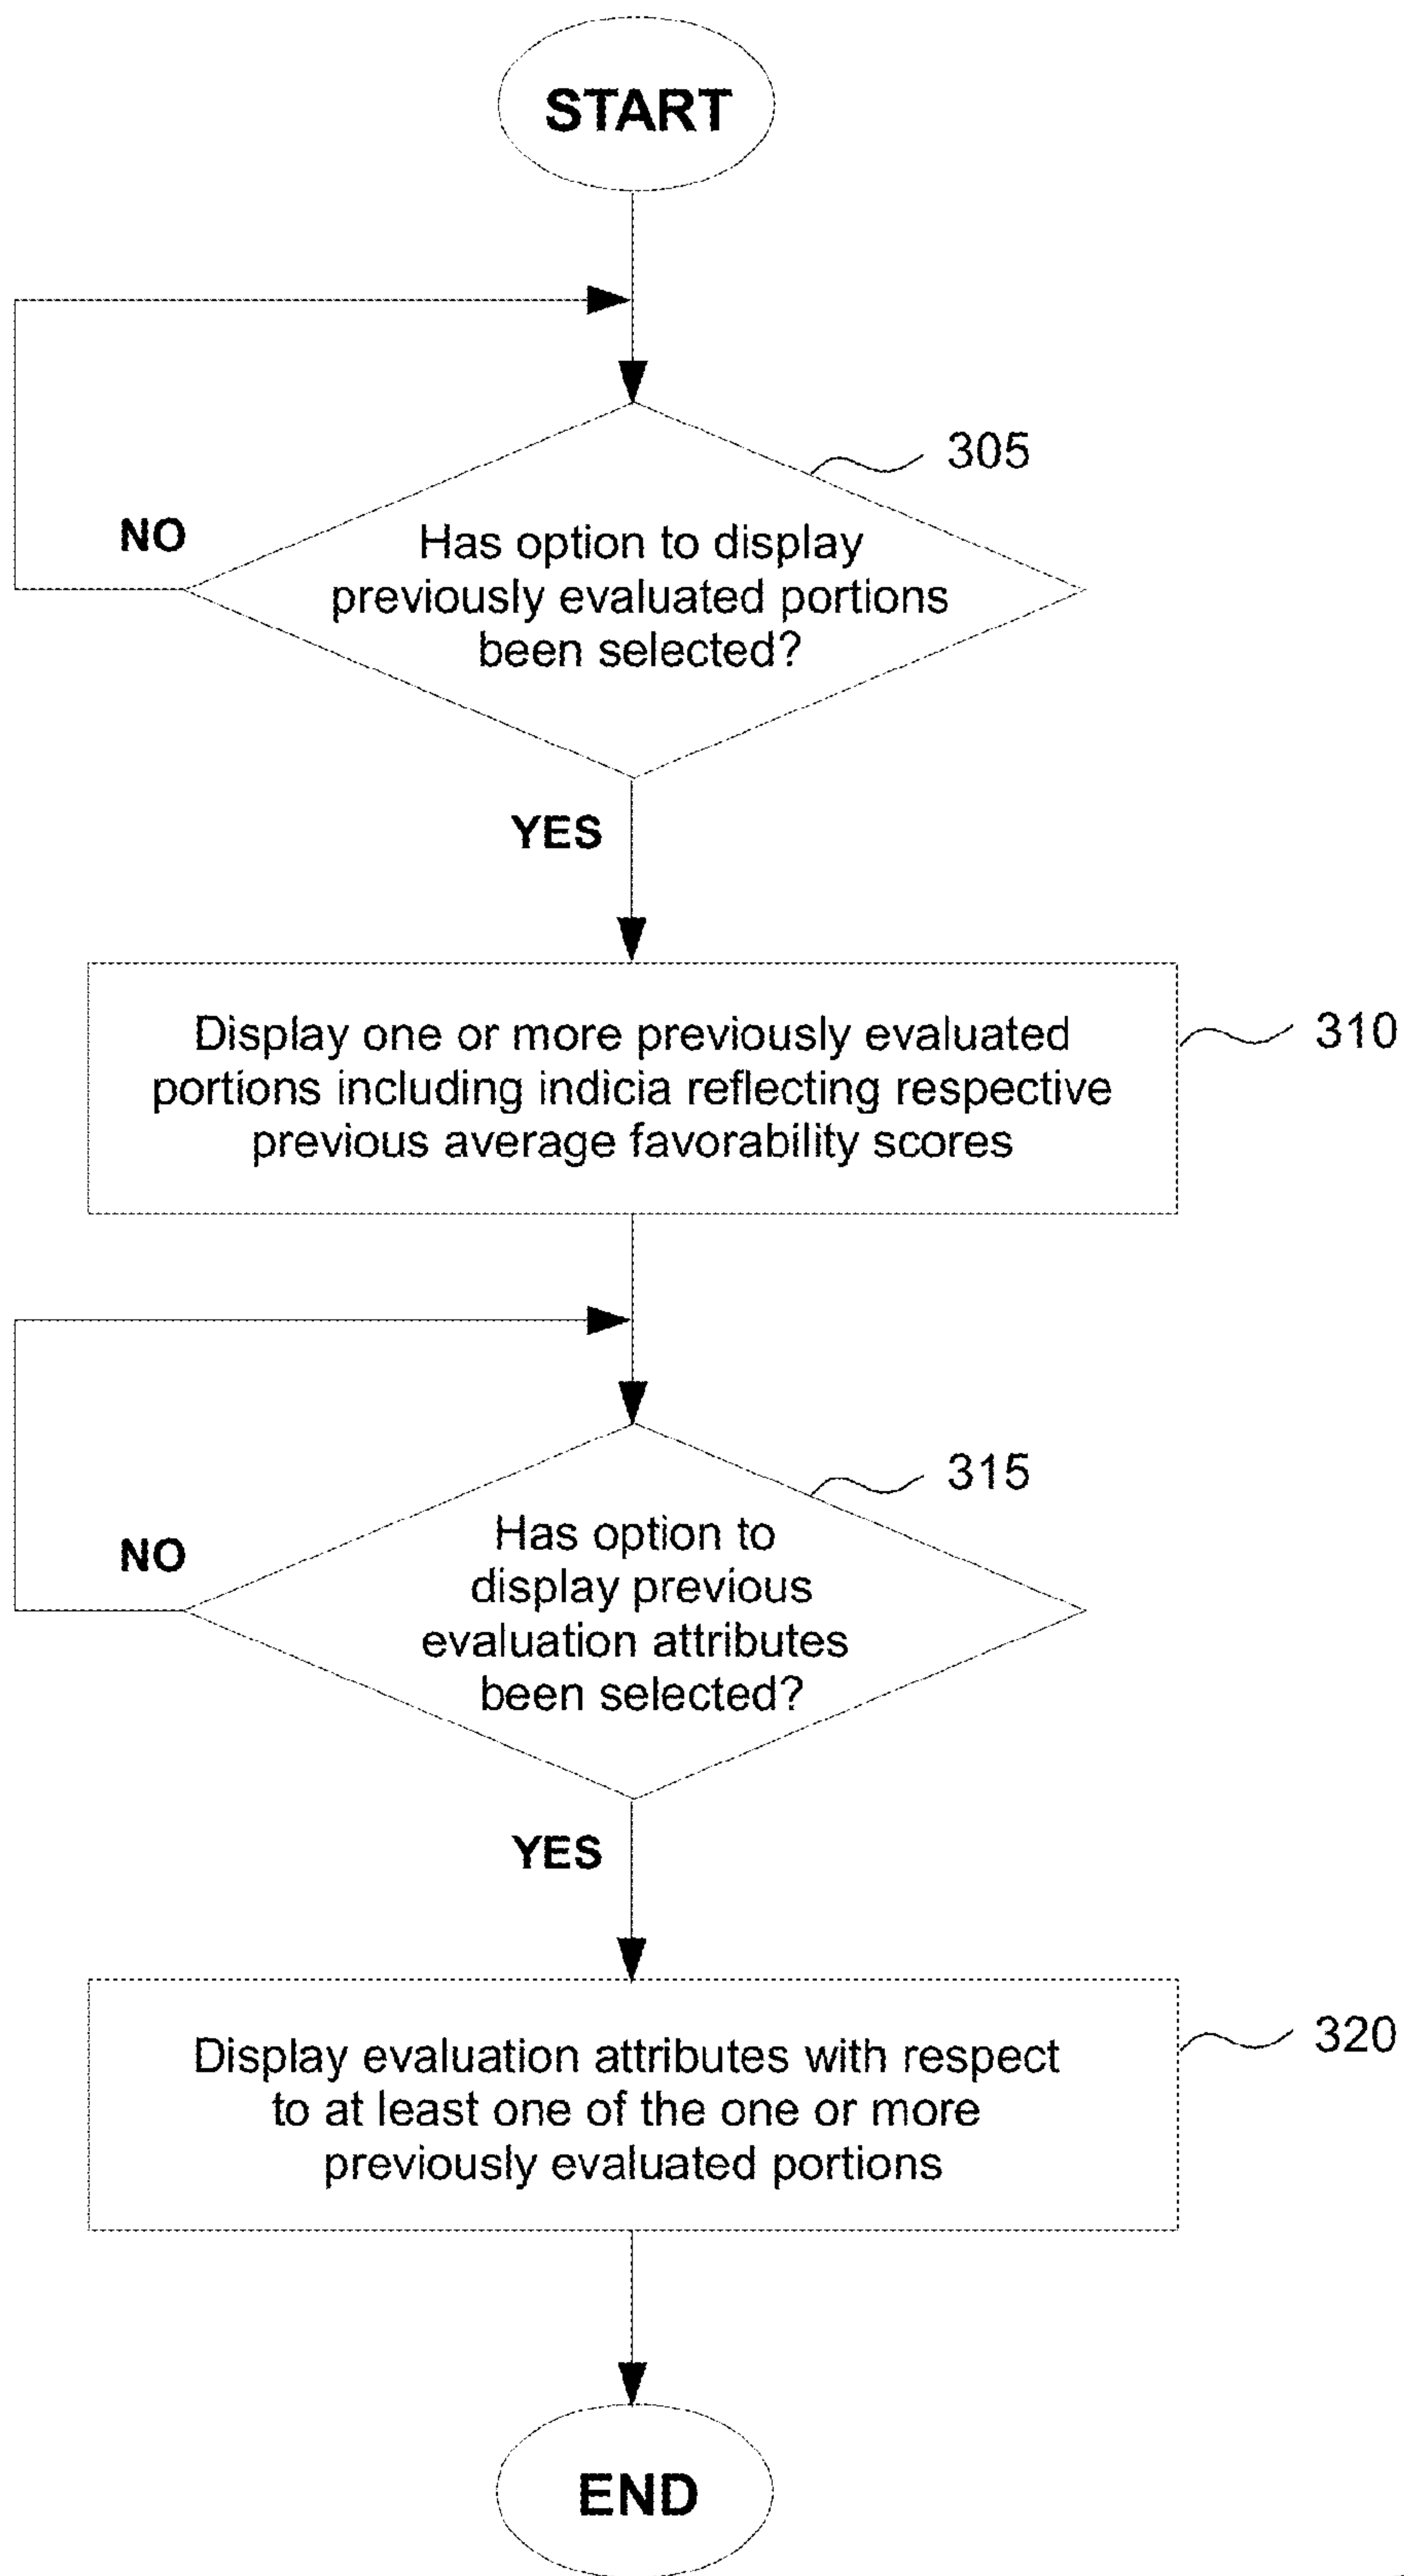 START
305
NO
Has option to display
previously evaluated portions
been selected?
YES
Display one or more previously evaluated
portions including indicia reflecting respective
previous average favorability scores
310
315
NO
Has option to
display previous
evaluation attributes
been selected?
YES
Display evaluation attributes with respect
to at least one of the one or more
previously evaluated portions
320
END